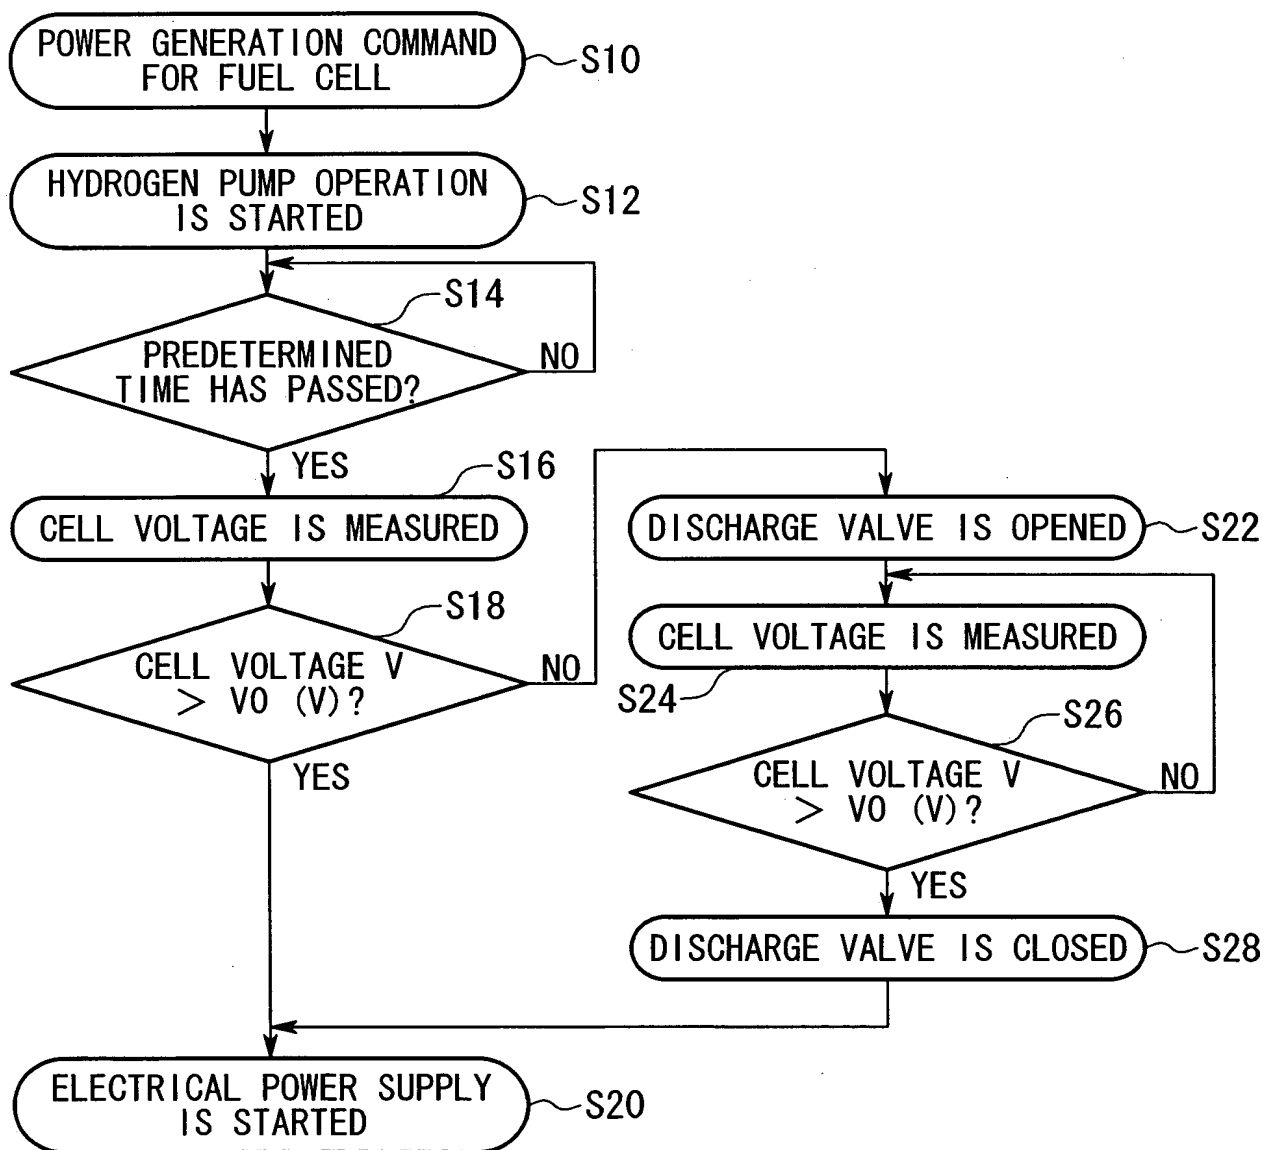 POWER GENERATION COMMAND
FOR FUEL CELL
S10
HYDROGEN PUMP OPERATION
IS STARTED
S12
S14
PREDETERMINED
TIME HAS PASSED?
NO
YES
S16
CELL VOLTAGE IS MEASURED
S18
CELL VOLTAGE V
> V0 (V)?
NO
YES
DISCHARGE VALVE IS OPENED
S22
CELL VOLTAGE IS MEASURED
S24
S26
CELL VOLTAGE V
> V0 (V)?
NO
YES
DISCHARGE VALVE IS CLOSED
S28
ELECTRICAL POWER SUPPLY
IS STARTED
S20